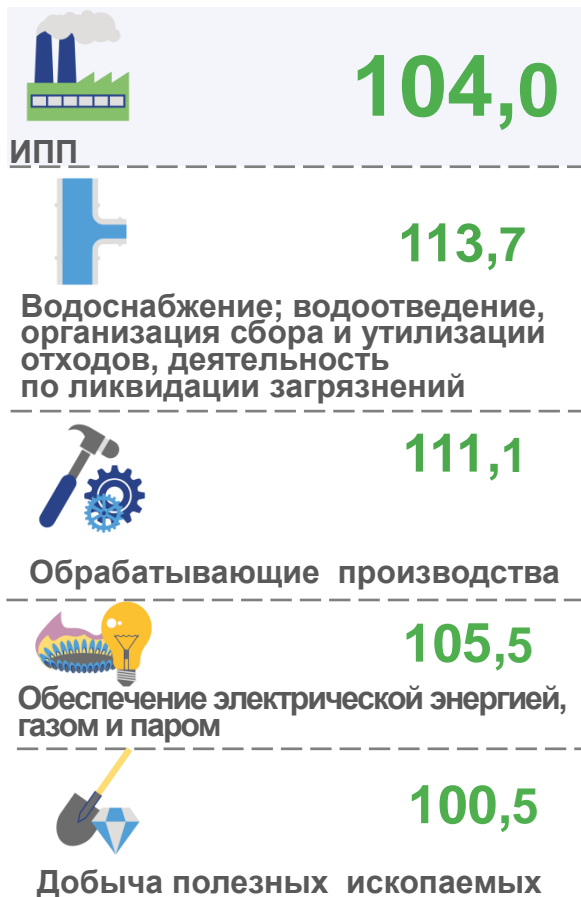 104,0
ИПП
113,7
Водоснабжение; водоотведение,
организация сбора и утилизации
отходов, деятельность
по ликвидации загрязнений
111,1
Обрабатывающие производства
105,5
Обеспечение электрической энергией,
газом и паром
100,5
Добыча полезных ископаемых